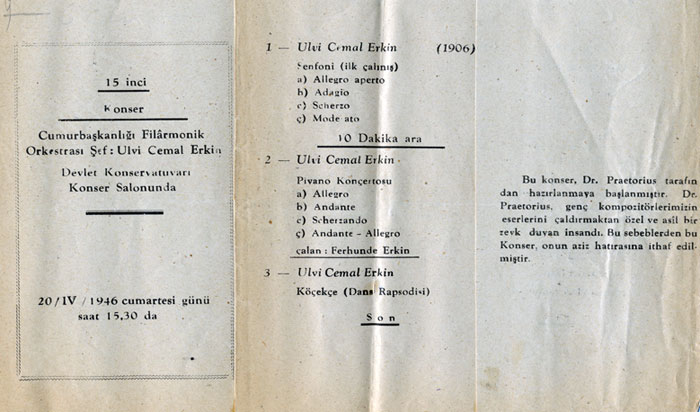 15 inci
Konser
Cumurbaşkanlığı Filârmonik
Orkestrası Şef : Ulvi Cemal Erkin
Devlet Konservatuvarı
Konser Salonunda
20 / IV / 1946 cumartesi günü
saat 15,30 da
1 — Ulvi Cemal Erkin (1906)
Senfoni (ilk çalınış)
a) Allegro aperto
b) Adagio
c) Scherzo
ç) Mode ato
10 Dakika ara
2 — Ulvi Cemal Erkin
Piyano Konçertosu
a) Allegro
b) Andante
c) Scherzando
ç) Andante - Allegro
çalan : Ferhunde Erkin
3 — Ulvi Cemal Erkin
Köçekçe (Dans Rapsodisi)
Son
Bu konser, Dr. Praetorius tarafın
dan hazırlanmaya başlanmıştır. Dr.
Praetorius, genç kompozitörlerimizin
eserlerini çaldırmaktan özel ve asil bir
zevk duyan insandı. Bu sebeblerden bu
Konser, onun aziz hatırasına ithaf edil-
miştir.